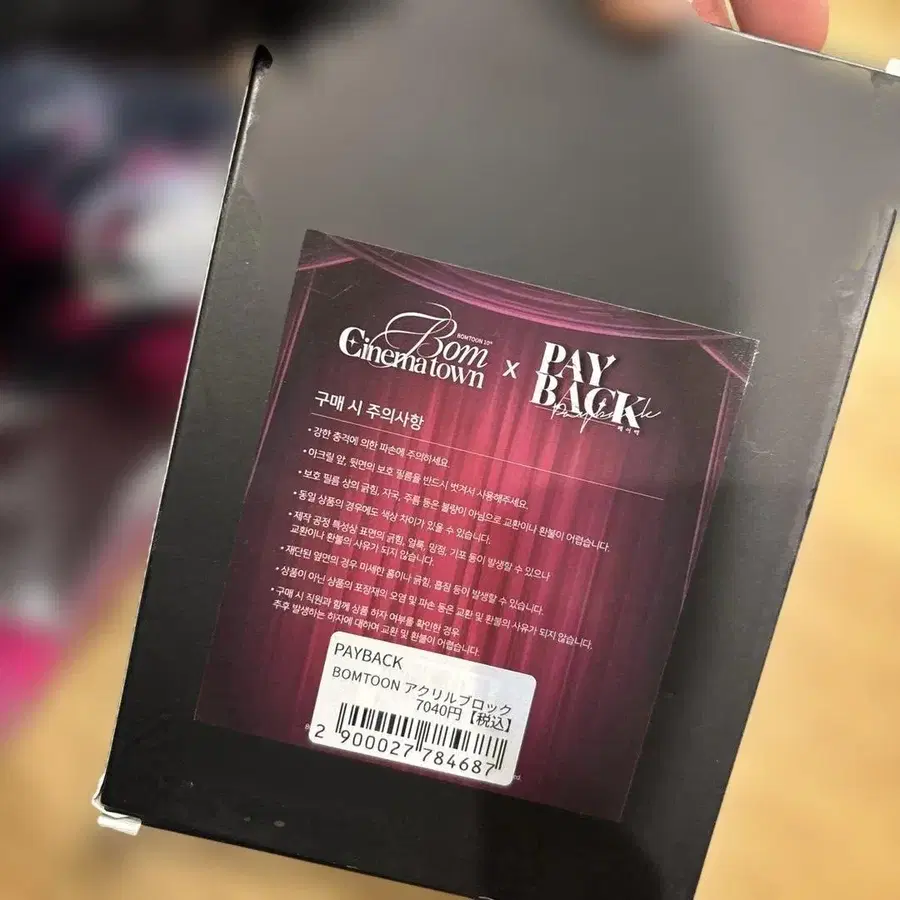 BOMTOON 10th
Bom
Cinematown
x
PAY
BACK
Payback
페이백
구매 시 주의사항
• 강한 충격에 의한 파손에 주의하세요.
• 아크릴 앞, 뒷면의 보호 필름을 반드시 벗겨서 사용해주세요.
• 보호 필름 상의 긁힘, 자국, 주름 등은 불량이 아님으로 교환이나 환불이 어렵습니다.
• 동일 상품의 경우에도 색상 차이가 있을 수 있습니다.
• 제작 공정 특성상 표면의 긁힘, 얼룩, 망점, 기포 등이 발생할 수 있으나
교환이나 환불의 사유가 되지 않습니다.
• 재단된 옆면의 경우 미세한 홈이나 긁힘, 흡집 등이 발생할 수 있습니다.
• 상품이 아닌 상품의 포장재의 오염 및 파손 등은 교환 및 환불의 사유가 되지 않습니다.
• 구매 시 직원과 함께 상품 하자 여부를 확인한 경우
추후 발생하는 하자에 대하여 교환 및 환불이 어렵습니다.
PAYBACK
BOMTOON アクリルブロック
7040円【税込】
2 900027 784687